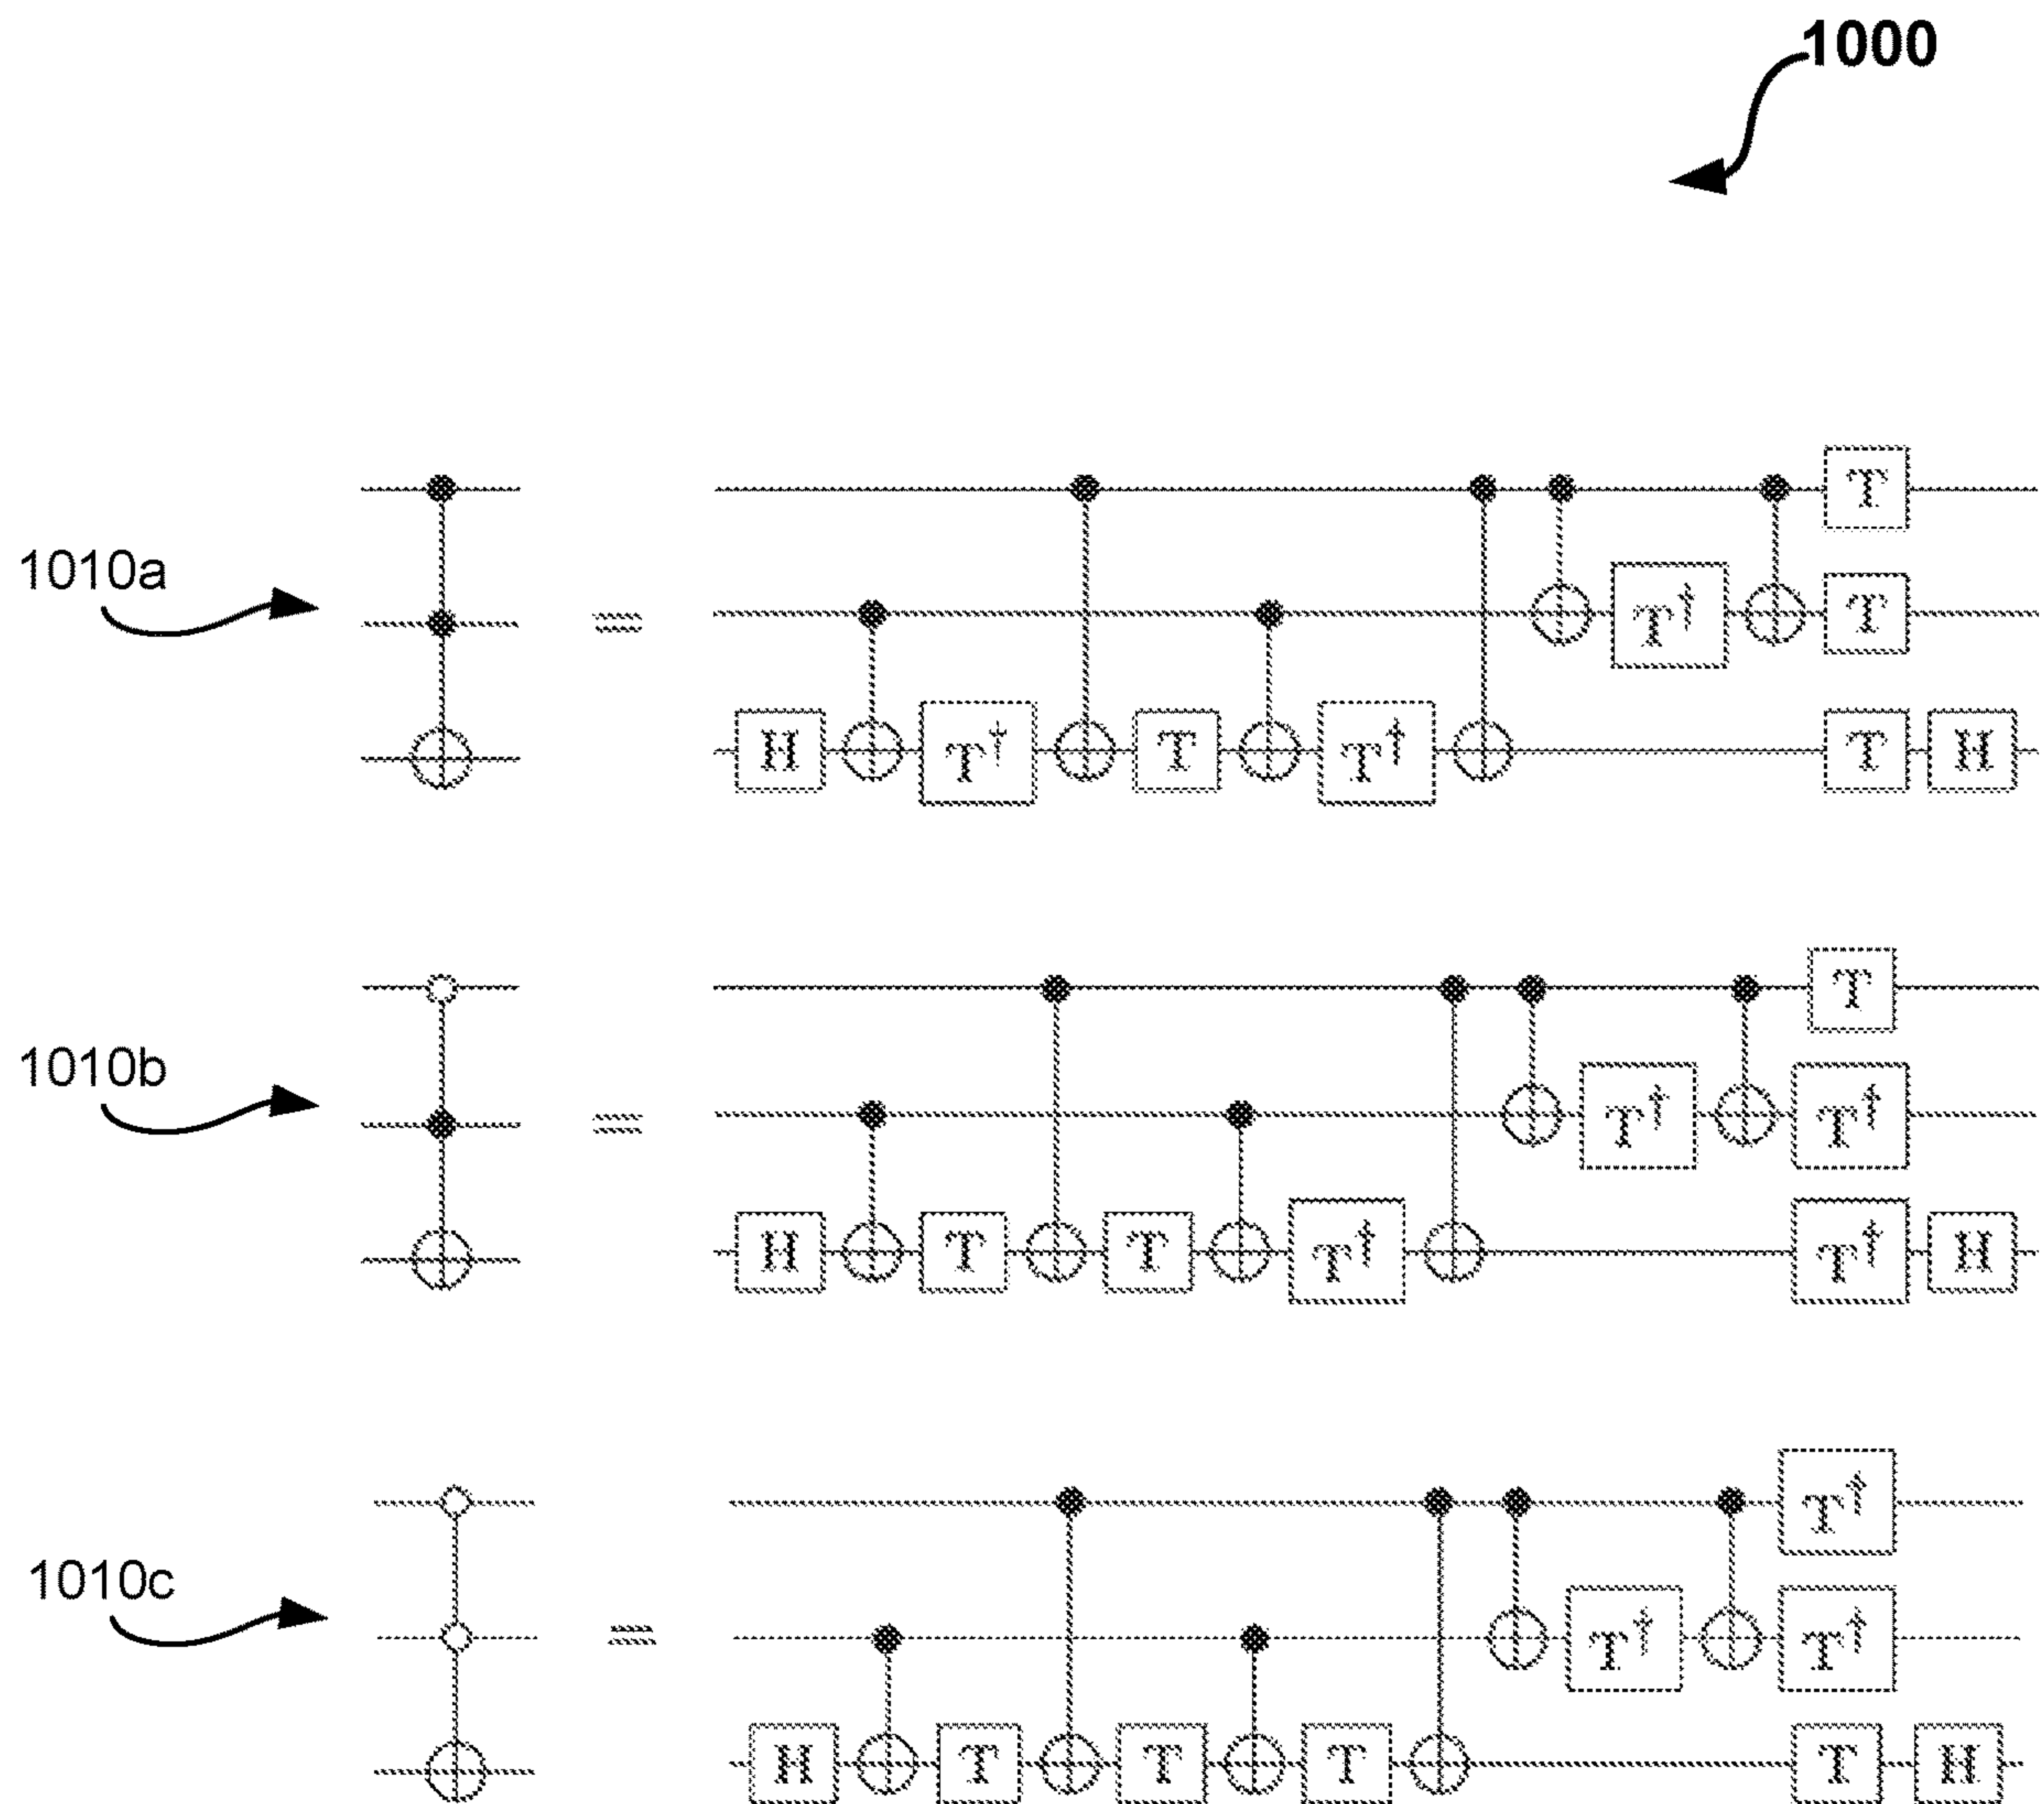 1000
T
1010a
= T† T
H T† T T† T H
T
1010b
= T† T†
H T T T† T† H
T†
1010c
= T† T†
H T T T T H